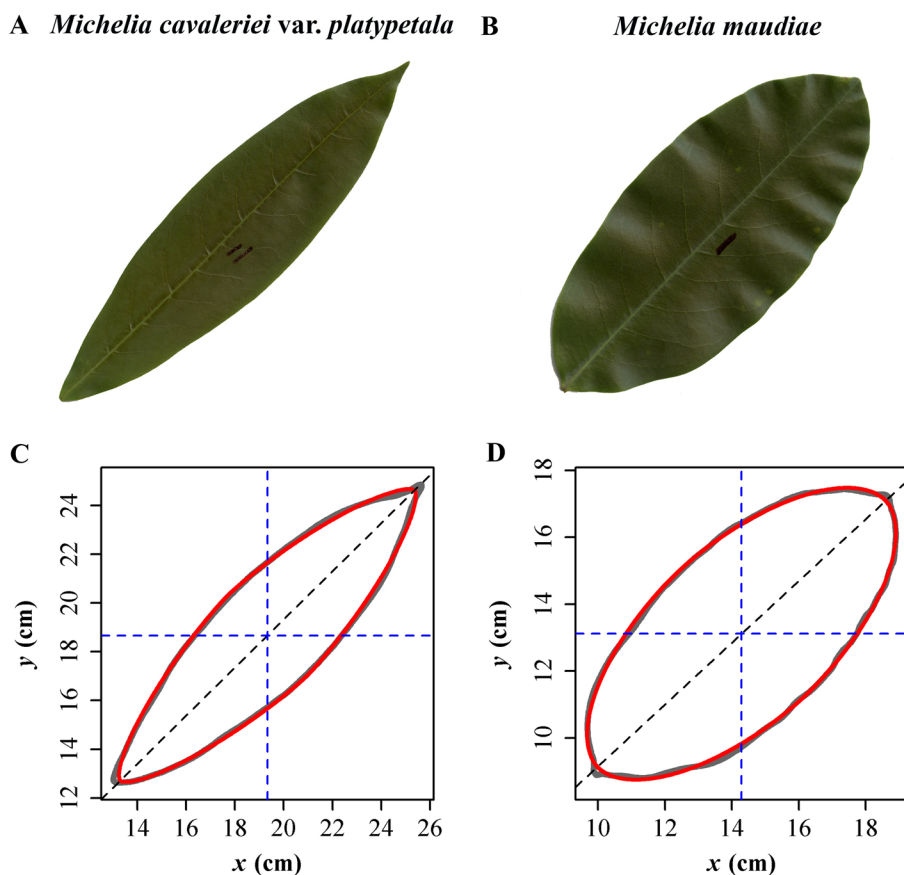 A Michelia cavaleriei var. platypetala
B Michelia maudiae
C
24
22
20
18
16
14
12
y (cm)
14 16 18 20 22 24 26
x (cm)
D
18
16
14
12
10
y (cm)
10 12 14 16 18
x (cm)